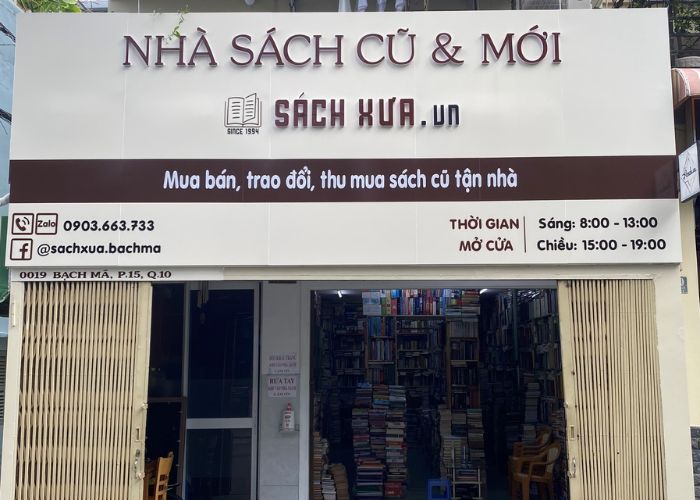 NHÀ SÁCH CŨ & MỚI
SINCE 1994
SÁCH XƯA.vn
Mua bán, trao đổi, thu mua sách cũ tận nhà
Zalo 0903.663.733
@sachxua.bachma
THỜI GIAN
MỞ CỬA
Sáng: 8:00 - 13:00
Chiều: 15:00 - 19:00
0019 BẠCH MÃ, P.15, Q.10
RỬA TAY